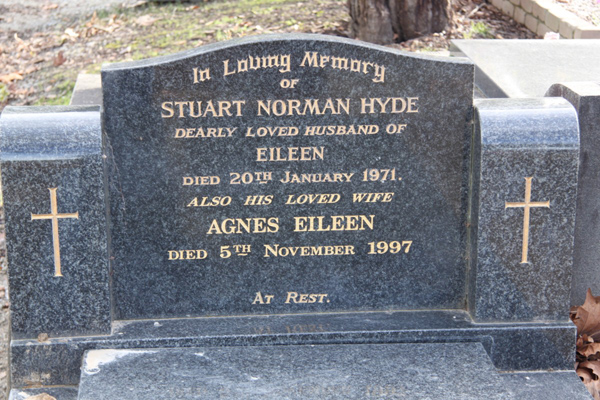 In Loving Memory
OF
STUART NORMAN HYDE
DEARLY LOVED HUSBAND OF
EILEEN
DIED 20TH JANUARY 1971.
ALSO HIS LOVED WIFE
AGNES EILEEN
DIED 5TH NOVEMBER 1997
AT REST.